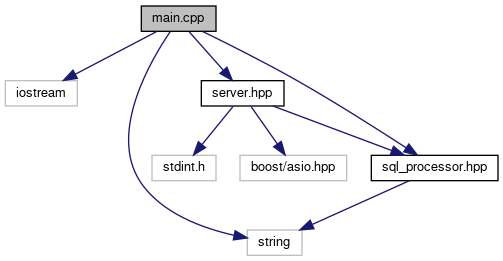 main.cpp
iostream
server.hpp
stdint.h
boost/asio.hpp
sql_processor.hpp
string